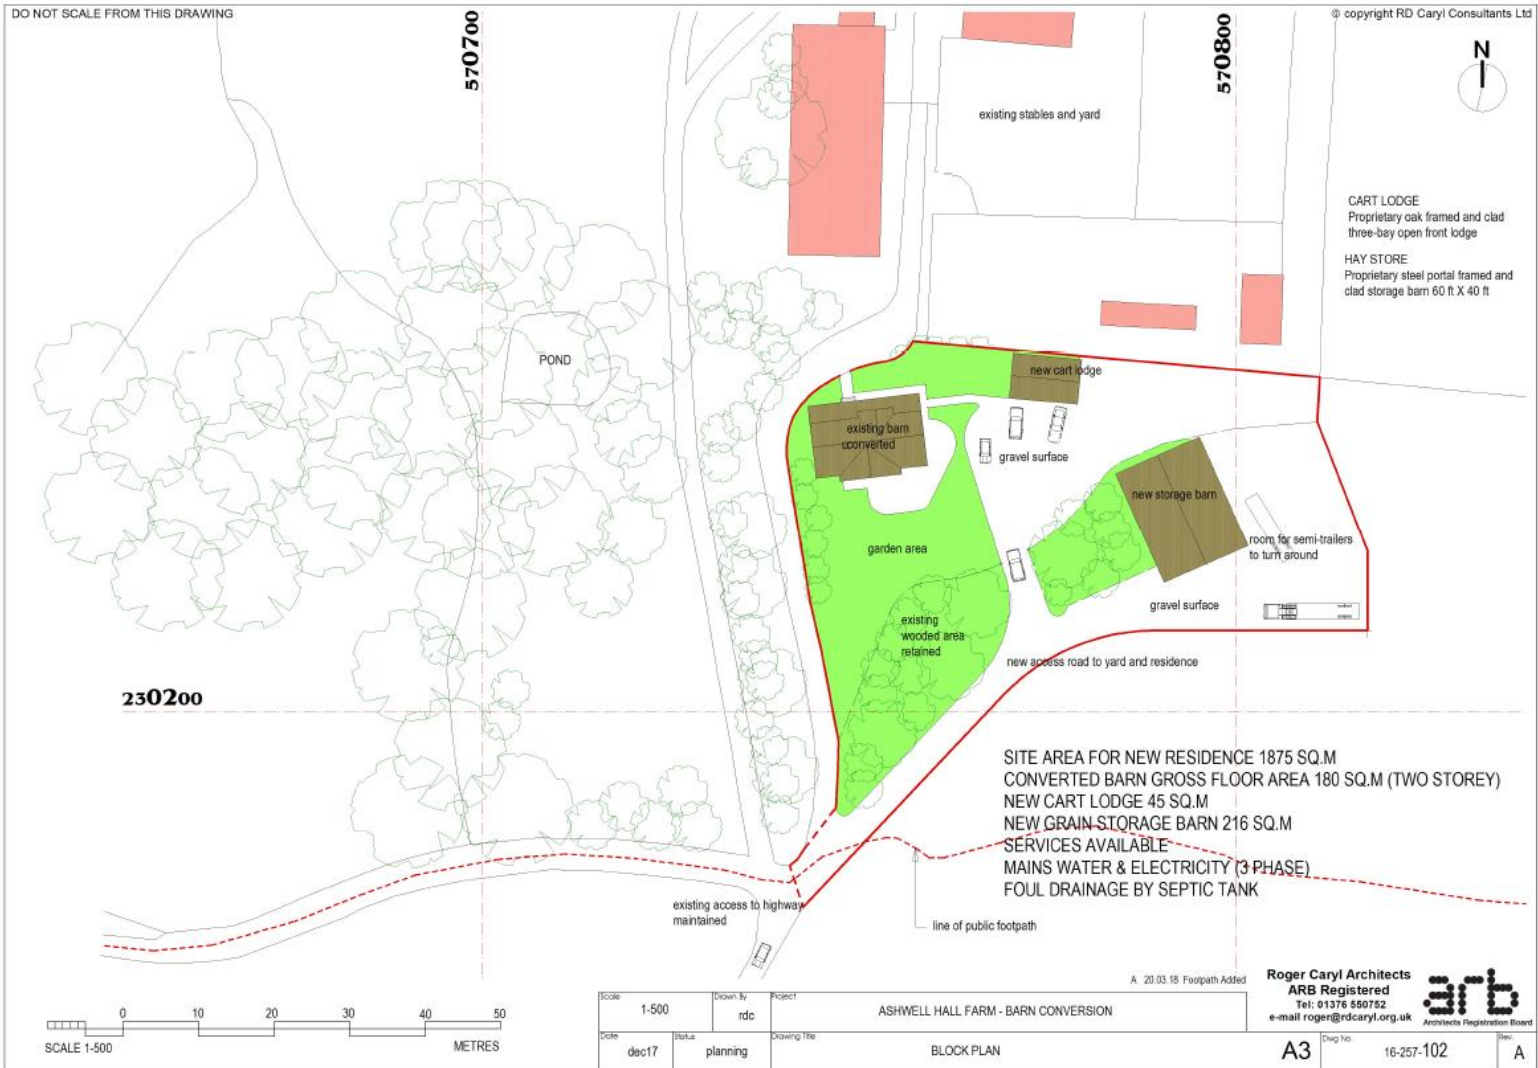 DO NOT SCALE FROM THIS DRAWING
© copyright RD Caryl Consultants Ltd
570700
570800
N
existing stables and yard
CART LODGE
Proprietary oak framed and clad
three-bay open front lodge
HAY STORE
Proprietary steel portal framed and
clad storage barn 60 ft X 40 ft
POND
new cart lodge
existing barn
converted
gravel surface
new storage barn
garden area
room for semi-trailers
to turn around
gravel surface
existing
wooded area
retained
new access road to yard and residence
230200
SITE AREA FOR NEW RESIDENCE 1875 SQ.M
CONVERTED BARN GROSS FLOOR AREA 180 SQ.M (TWO STOREY)
NEW CART LODGE 45 SQ.M
NEW GRAIN STORAGE BARN 216 SQ.M
SERVICES AVAILABLE
MAINS WATER & ELECTRICITY (3 PHASE)
FOUL DRAINAGE BY SEPTIC TANK
existing access to highway
maintained
line of public footpath
A 20.03.18 Footpath Added
Roger Caryl Architects
ARB Registered
Tel: 01376 550752
e-mail roger@rdcaryl.org.uk
arb
Architects Registration Board
0 10 20 30 40 50
SCALE 1-500
METRES
Scale
1-500
Drawn By
rdc
Project
ASHWELL HALL FARM - BARN CONVERSION
Date
dec17
Status
planning
Drawing Title
BLOCK PLAN
A3
Dwg No.
16-257-102
Rev.
A